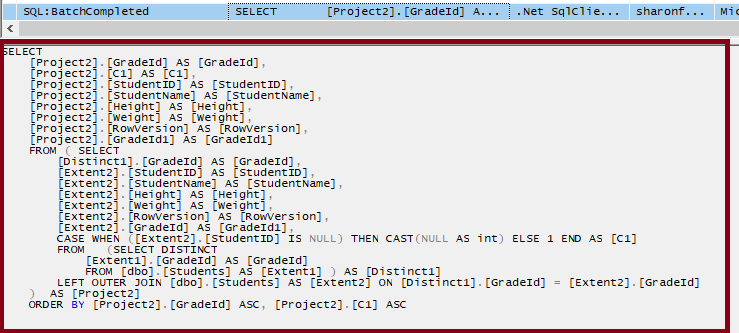 SQL:BatchCompleted SELECT [Project2].[GradeId] A... .Net SqlClie... sharonf... Mic
SELECT
[Project2].[GradeId] AS [GradeId],
[Project2].[C1] AS [C1],
[Project2].[StudentID] AS [StudentID],
[Project2].[StudentName] AS [StudentName],
[Project2].[Height] AS [Height],
[Project2].[Weight] AS [Weight],
[Project2].[RowVersion] AS [RowVersion],
[Project2].[GradeId1] AS [GradeId1]
FROM ( SELECT
[Distinct1].[GradeId] AS [GradeId],
[Extent2].[StudentID] AS [StudentID],
[Extent2].[StudentName] AS [StudentName],
[Extent2].[Height] AS [Height],
[Extent2].[Weight] AS [Weight],
[Extent2].[RowVersion] AS [RowVersion],
[Extent2].[GradeId] AS [GradeId1],
CASE WHEN ([Extent2].[StudentID] IS NULL) THEN CAST(NULL AS int) ELSE 1 END AS [C1]
FROM (SELECT DISTINCT
[Extent1].[GradeId] AS [GradeId]
FROM [dbo].[Students] AS [Extent1] ) AS [Distinct1]
LEFT OUTER JOIN [dbo].[Students] AS [Extent2] ON [Distinct1].[GradeId] = [Extent2].[GradeId]
) AS [Project2]
ORDER BY [Project2].[GradeId] ASC, [Project2].[C1] ASC